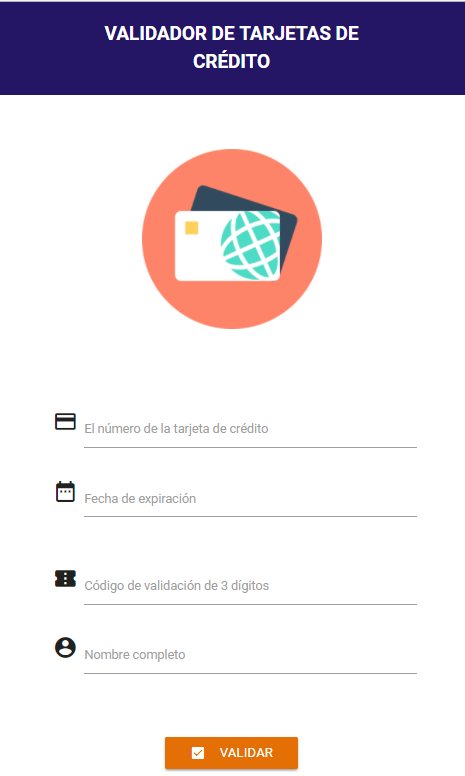 VALIDADOR DE TARJETAS DE
CRÉDITO
El número de la tarjeta de crédito
Fecha de expiración
Código de validación de 3 dígitos
Nombre completo
VALIDAR